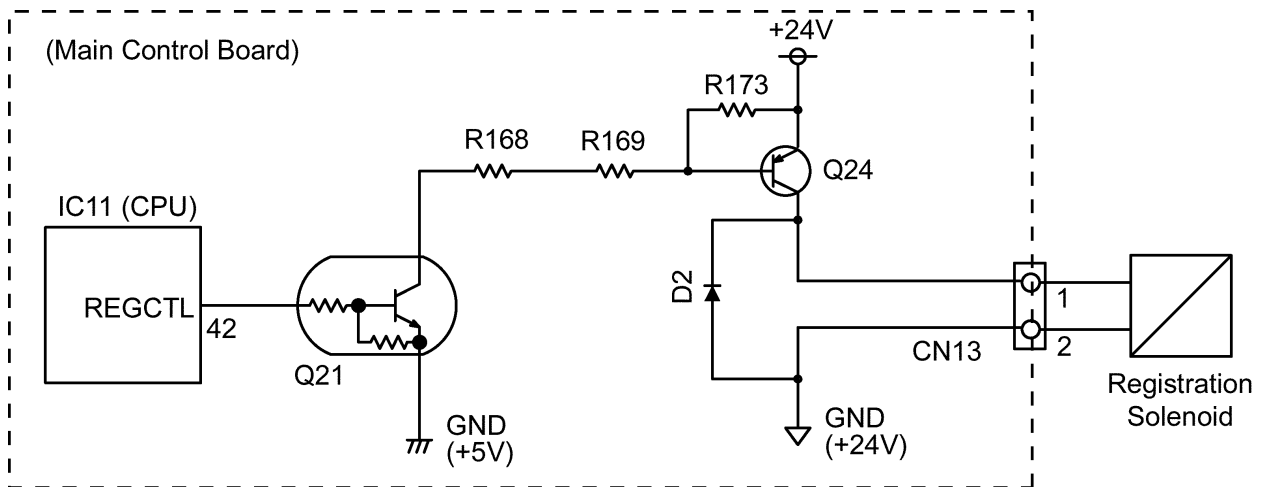 (Main Control Board)
+24V
R173
R168
R169
Q24
IC11 (CPU)
REGCTL
42
Q21
D2
1
2
CN13
Registration
Solenoid
GND
(+5V)
GND
(+24V)